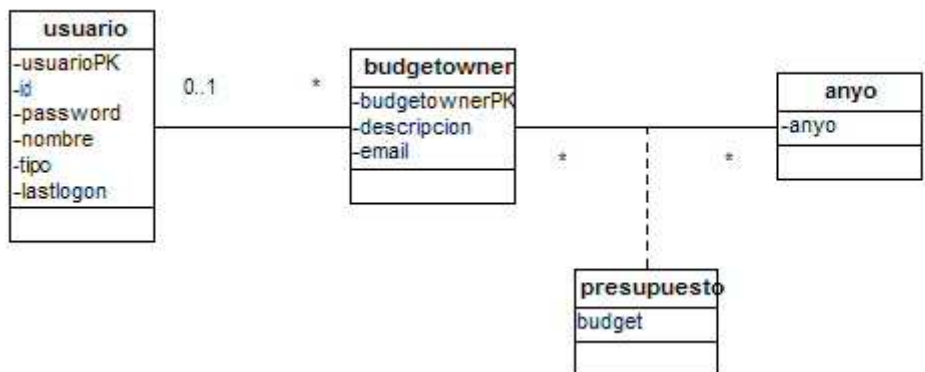 usuario
-usuarioPK
-id
-password
-nombre
-tipo
-lastlogon
0..1
*
budgetowner
-budgetownerPK
-descripcion
-email
*
*
anyo
-anyo
presupuesto
budget